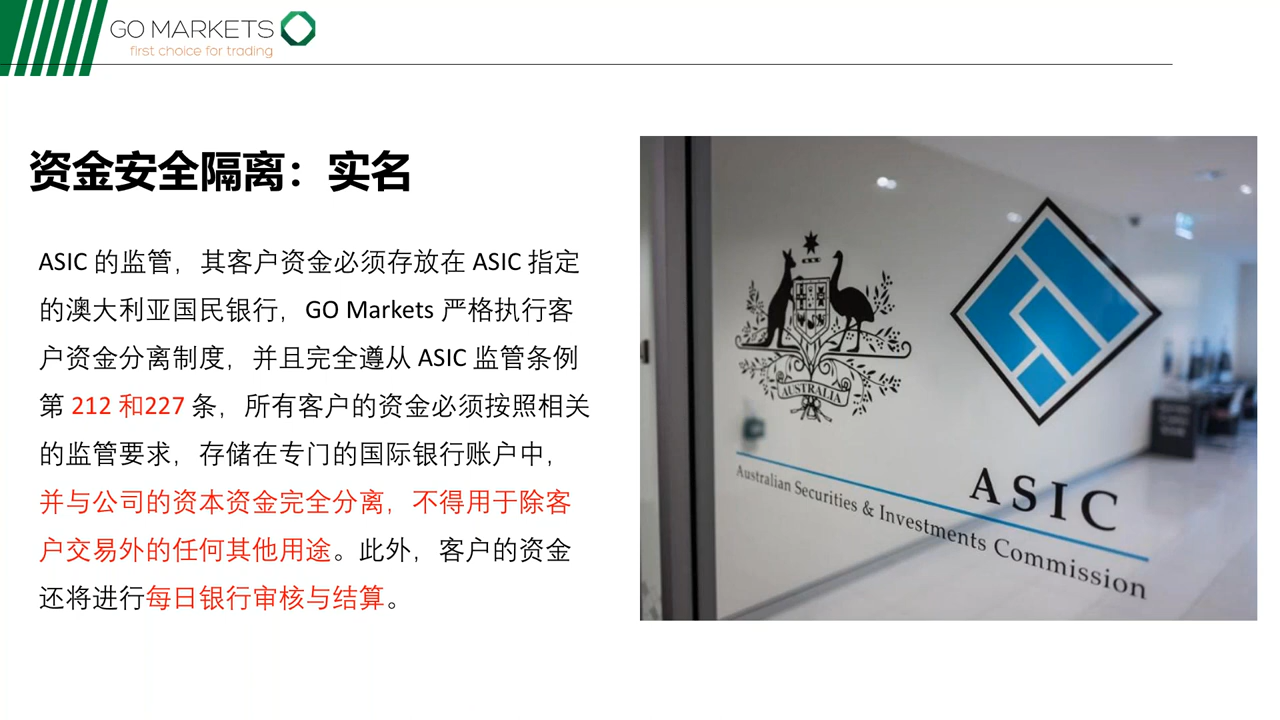 GO MARKETS
first choice for trading
资金安全隔离：实名
ASIC 的监管，其客户资金必须存放在 ASIC 指定
的澳大利亚国民银行，GO Markets 严格执行客
户资金分离制度，并且完全遵从 ASIC 监管条例
第 212 和227 条，所有客户的资金必须按照相关
的监管要求，存储在专门的国际银行账户中，
并与公司的资本资金完全分离，不得用于除客
户交易外的任何其他用途。此外，客户的资金
还将进行每日银行审核与结算。
AUSTRALIA
ASIC
Australian Securities & Investments Commission